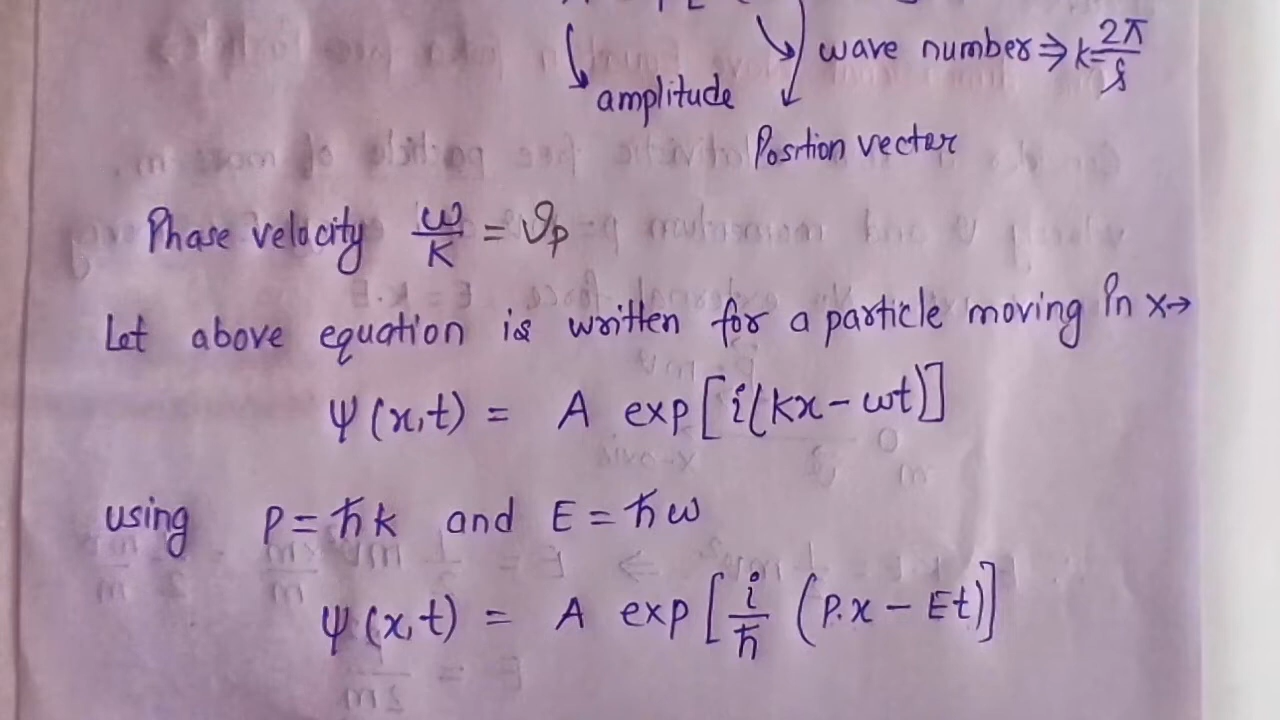 wave number ⇒ k = 2π/λ
amplitude
Position vector
Phase velocity ω/K = υp
Let above equation is written for a particle moving in x→
ψ(x,t) = A exp[i(kx - ωt)]
using p = ħk and E = ħω
ψ(x,t) = A exp[i/ħ (p.x - Et)]